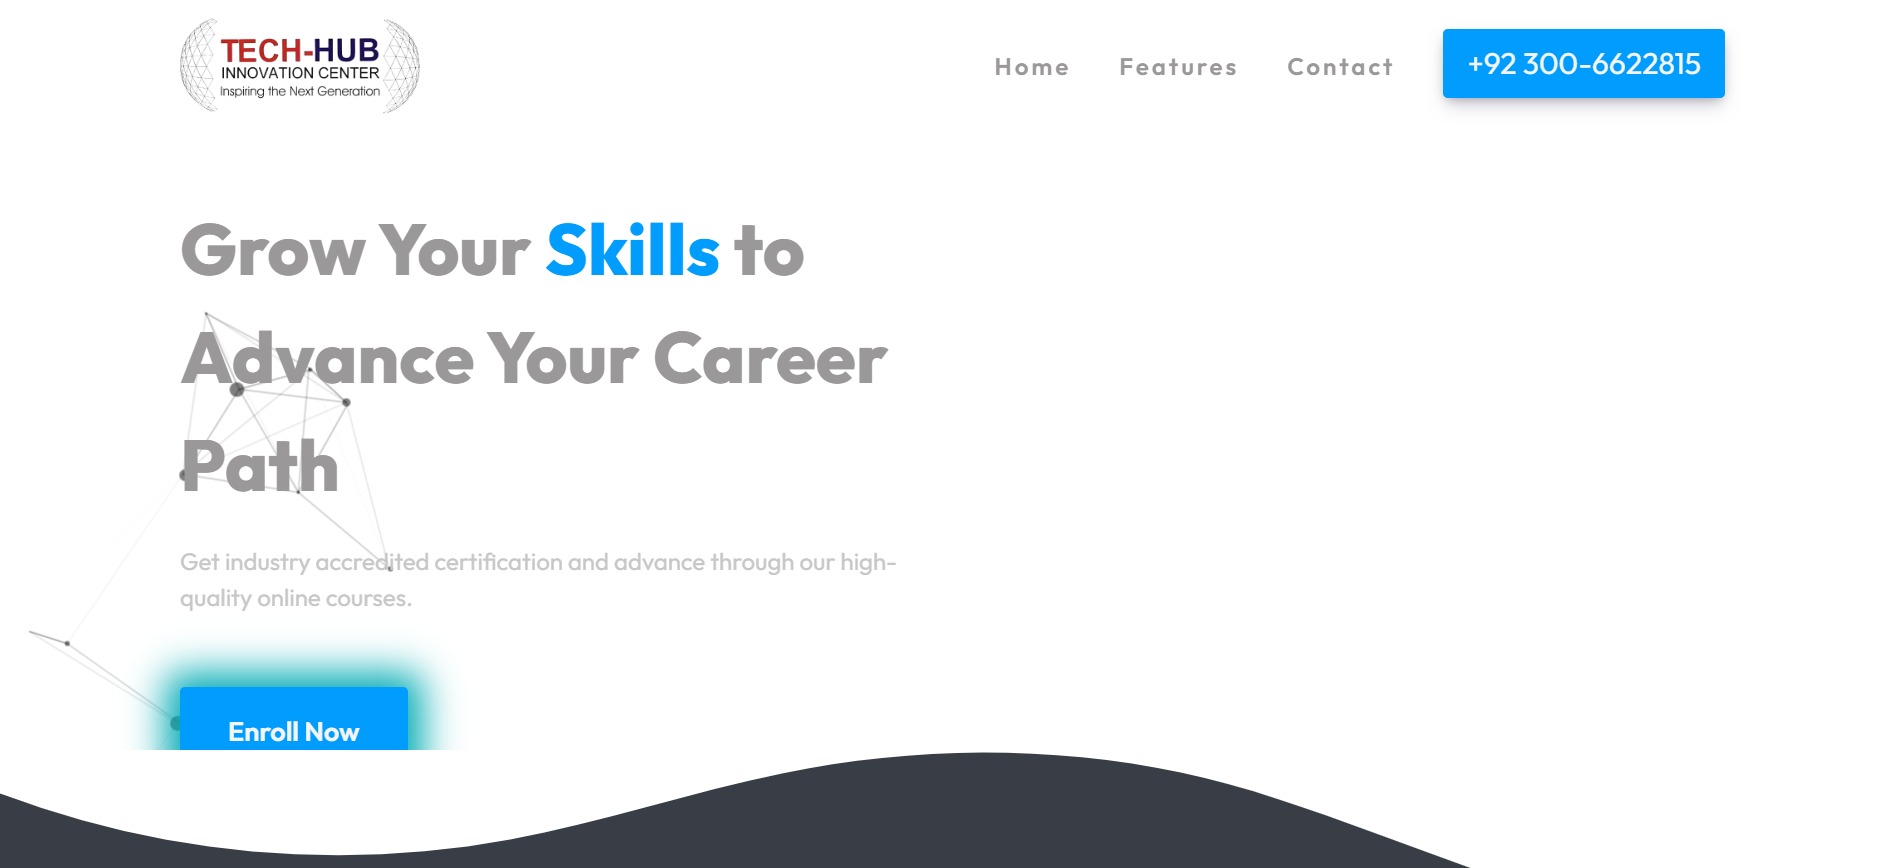 TECH-HUB
INNOVATION CENTER
Inspiring the Next Generation
Home
Features
Contact
+92 300-6622815
Grow Your Skills to
Advance Your Career
Path
Get industry accredited certification and advance through our high-
quality online courses.
Enroll Now